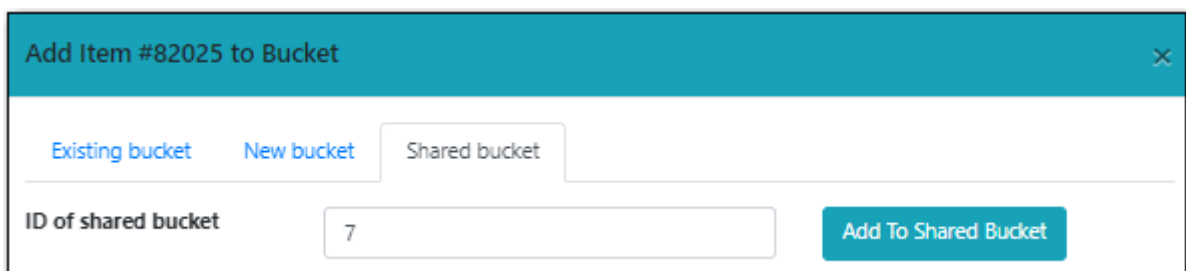 Add Item #82025 to Bucket ×
Existing bucket New bucket Shared bucket
ID of shared bucket 7 Add To Shared Bucket